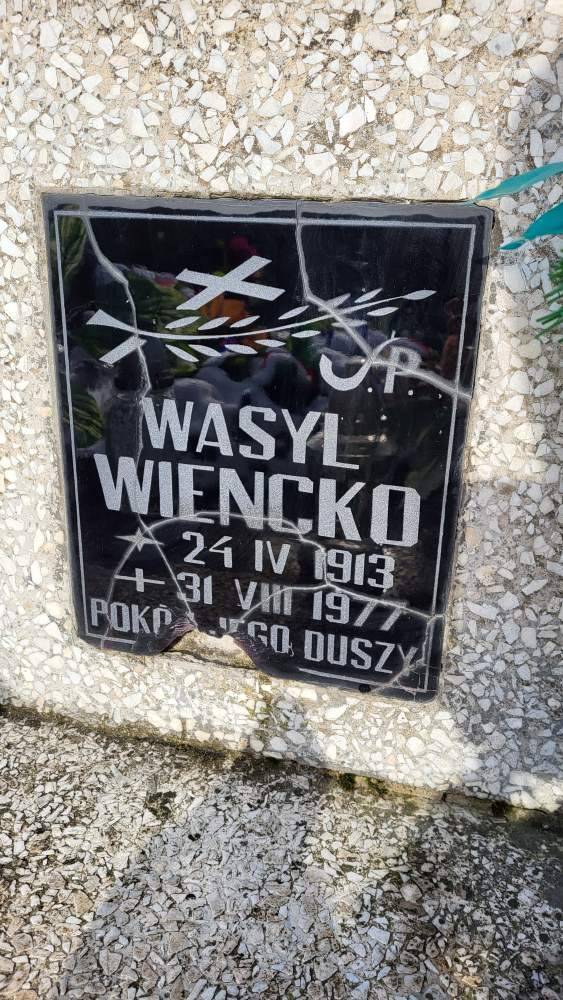 Ś.P.
WASYL
WIENCKO
24 IV 1913
31 VIII 1977
JEGO DUSZY